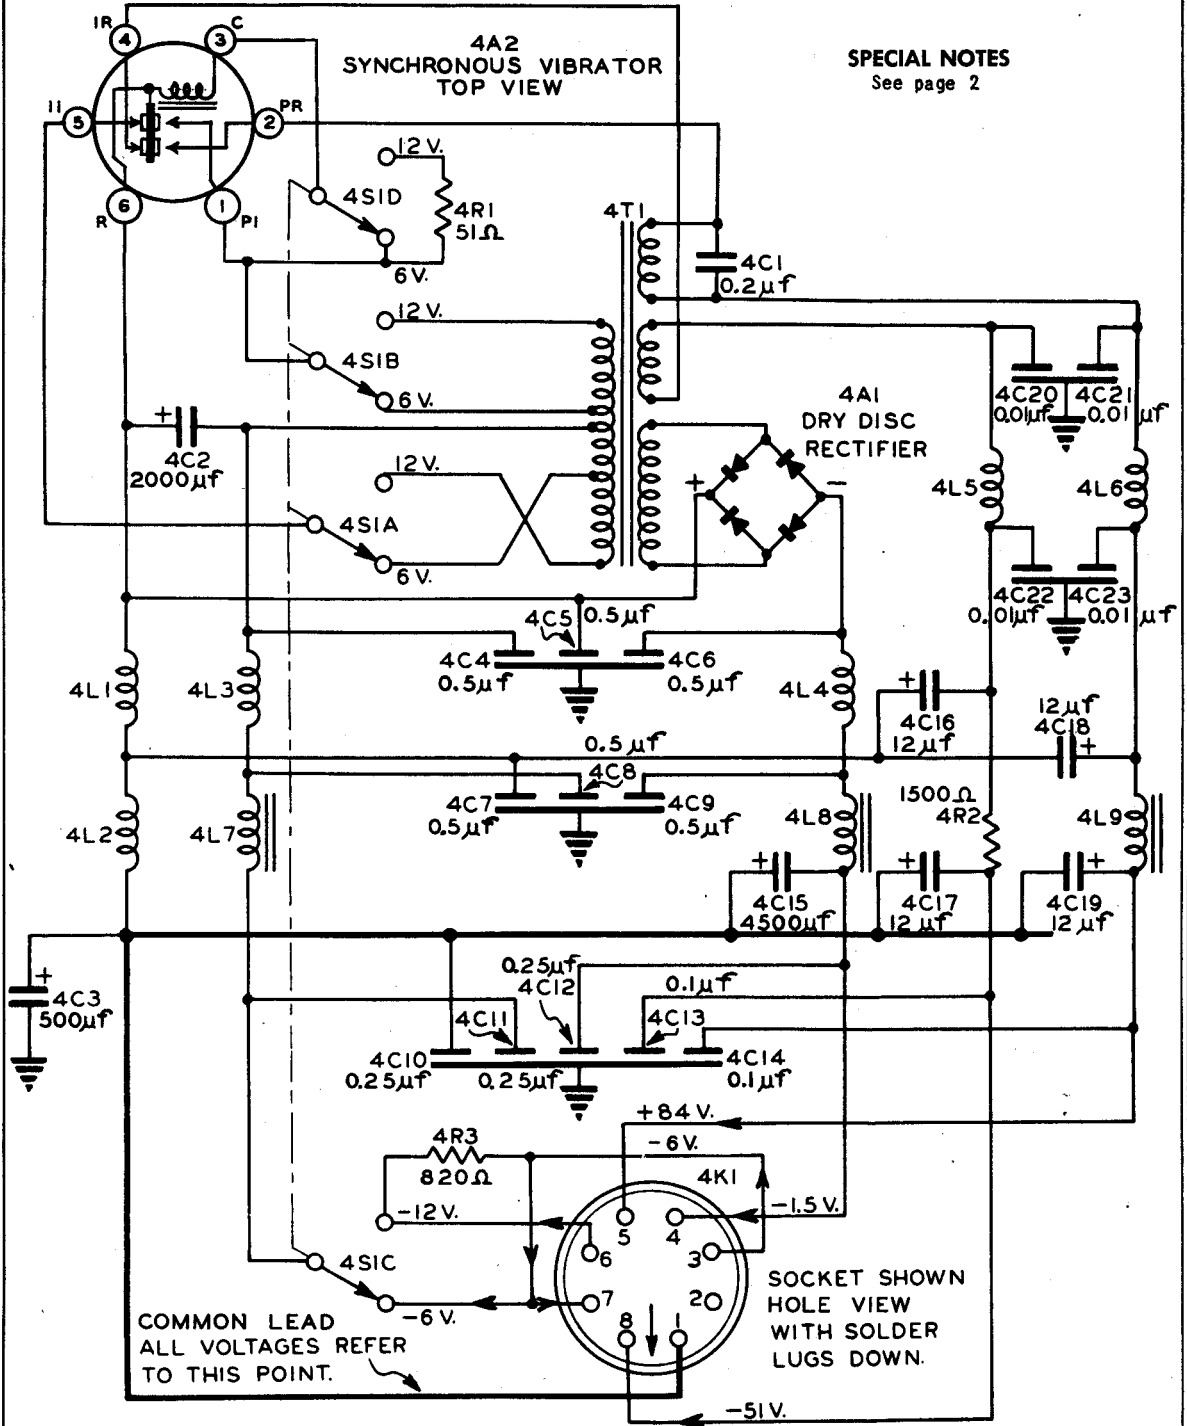 4A2
SYNCHRONOUS VIBRATOR
TOP VIEW
SPECIAL NOTES
See page 2
IR
4
3
C
II
5
2
PR
R
6
1
PI
12 V.
4S1D
4R1
51Ω
6 V.
4T1
4C1
0.2μf
12 V.
4S1B
6 V.
+
4C2
2000μf
12 V.
4S1A
6 V.
4A1
DRY DISC
RECTIFIER
+
−
4C20
0.01μf
4C21
0.01 μf
4L5
4L6
4C22
0.01μf
4C23
0.01 μf
4C5
0.5μf
4C4
0.5μf
4C6
0.5μf
4L1
4L3
4L4
+
4C16
12μf
12μf
4C18
+
0.5μf
4C8
4C7
0.5μf
4C9
0.5μf
4L2
4L7
4L8
1500Ω
4R2
4L9
+
4C15
4500μf
+
4C17
12μf
+
4C19
12μf
+
4C3
500μf
0.25μf
4C12
0.1μf
4C11
4C13
4C10
0.25μf
0.25μf
4C14
0.1μf
+84 V.
−6 V.
4R3
820Ω
4K1
−12 V.
−1.5 V.
5
4
6
3
7
2
8
1
4S1C
−6 V.
SOCKET SHOWN
HOLE VIEW
WITH SOLDER
LUGS DOWN.
COMMON LEAD
ALL VOLTAGES REFER
TO THIS POINT.
−51 V.